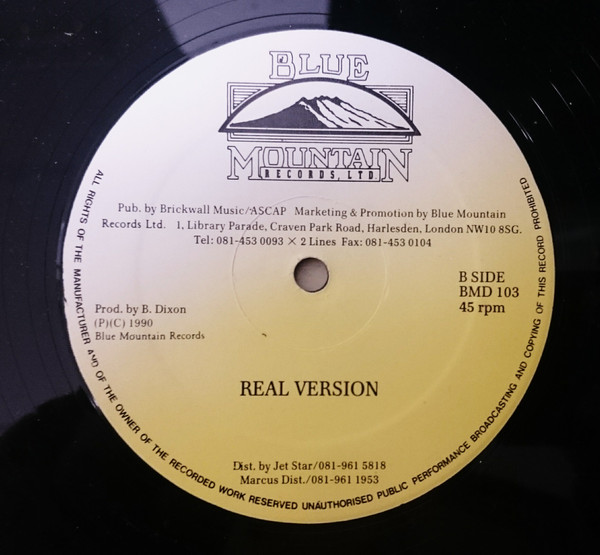 BLUE
MOUNTAIN
RECORDS, LTD
Pub. by Brickwall Music/ASCAP Marketing & Promotion by Blue Mountain
Records Ltd. 1, Library Parade, Craven Park Road, Harlesden, London NW10 8SG.
Tel: 081-453 0093 × 2 Lines Fax: 081-453 0104
B SIDE
BMD 103
45 rpm
Prod. by B. Dixon
(P)(C) 1990
Blue Mountain Records
REAL VERSION
Dist. by Jet Star/081-961 5818
Marcus Dist./081-961 1953
ALL RIGHTS OF THE MANUFACTURER AND OF THE OWNER OF THE RECORDED WORK RESERVED UNAUTHORISED PUBLIC PERFORMANCE BROADCASTING AND COPYING OF THIS RECORD PROHIBITED